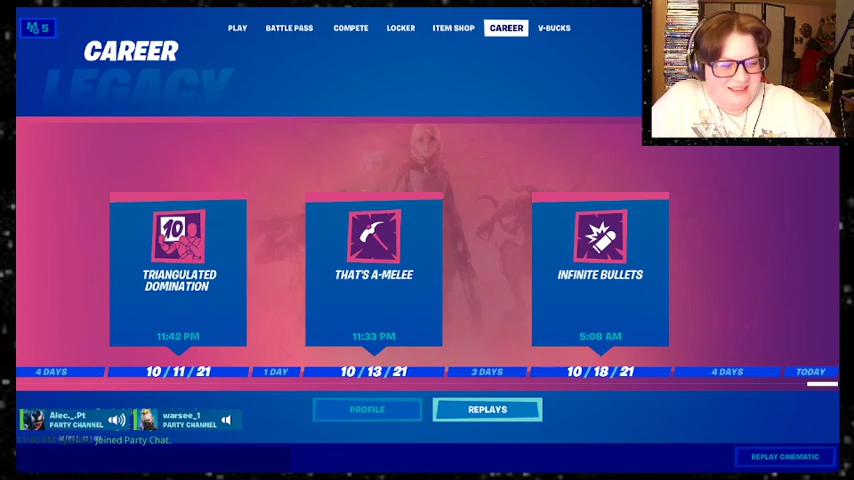 5
PLAY
BATTLE PASS
COMPETE
LOCKER
ITEM SHOP
CAREER
V-BUCKS
CAREER
LEGACY
10
TRIANGULATED
DOMINATION
11:42 PM
THAT'S A-MELEE
11:33 PM
INFINITE BULLETS
5:08 AM
4 DAYS
10 / 11 / 21
1 DAY
10 / 13 / 21
3 DAYS
10 / 18 / 21
4 DAYS
TODAY
PROFILE
REPLAYS
Alec._.Pt
PARTY CHANNEL
warsee_1
PARTY CHANNEL
Joined Party Chat.
REPLAY CINEMATIC